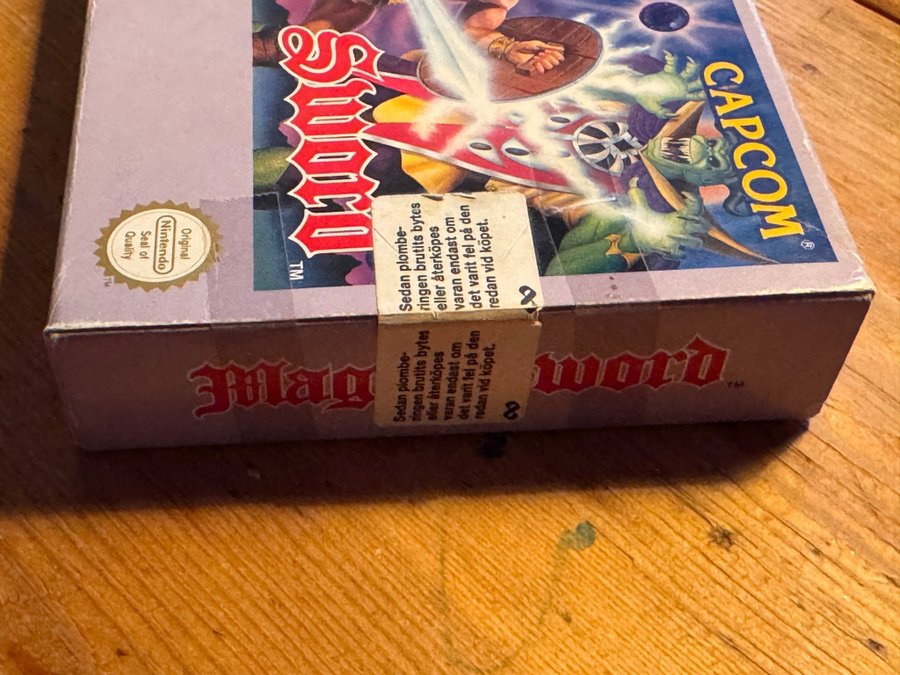 Sword
TM
CAPCOM
®
Original
Nintendo
Seal of
Quality
TM
Sedan plombe-
ringen brutits bytes
eller återköpes
varan endast om
det varit fel på den
redan vid köpet.
Sedan plombe-
ringen brutits bytes
eller återköpes
varan endast om
det varit fel på den
redan vid köpet.
Mag word
TM